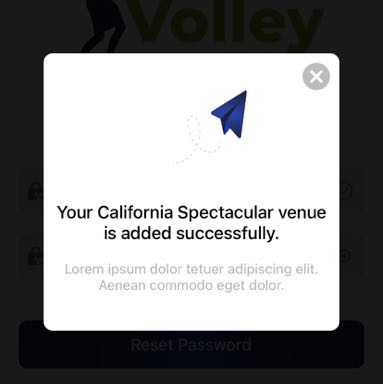 Volley
Your California Spectacular venue
is added successfully.
Lorem ipsum dolor tetuer adipiscing elit.
Aenean commodo eget dolor.
Reset Password